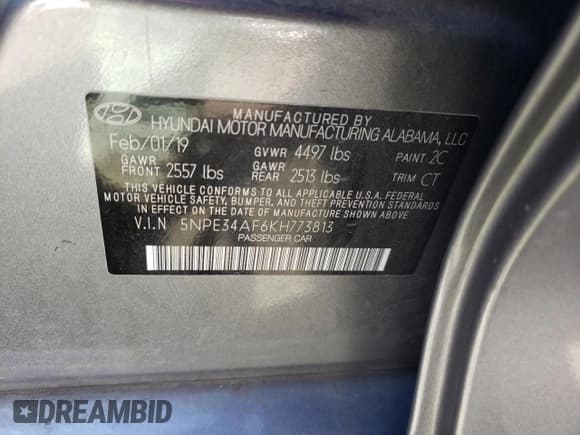 MANUFACTURED BY
HYUNDAI MOTOR MANUFACTURING ALABAMA, LLC
Feb/01/19 GVWR 4497 lbs PAINT 2C
GAWR FRONT 2557 lbs GAWR REAR 2513 lbs TRIM CT
THIS VEHICLE CONFORMS TO ALL APPLICABLE U.S.A. FEDERAL
MOTOR VEHICLE SAFETY, BUMPER, AND THEFT PREVENTION STANDARDS
IN EFFECT ON THE DATE OF MANUFACTURE SHOWN ABOVE.
V.I.N 5NPE34AF6KH773813
PASSENGER CAR
DREAMBID